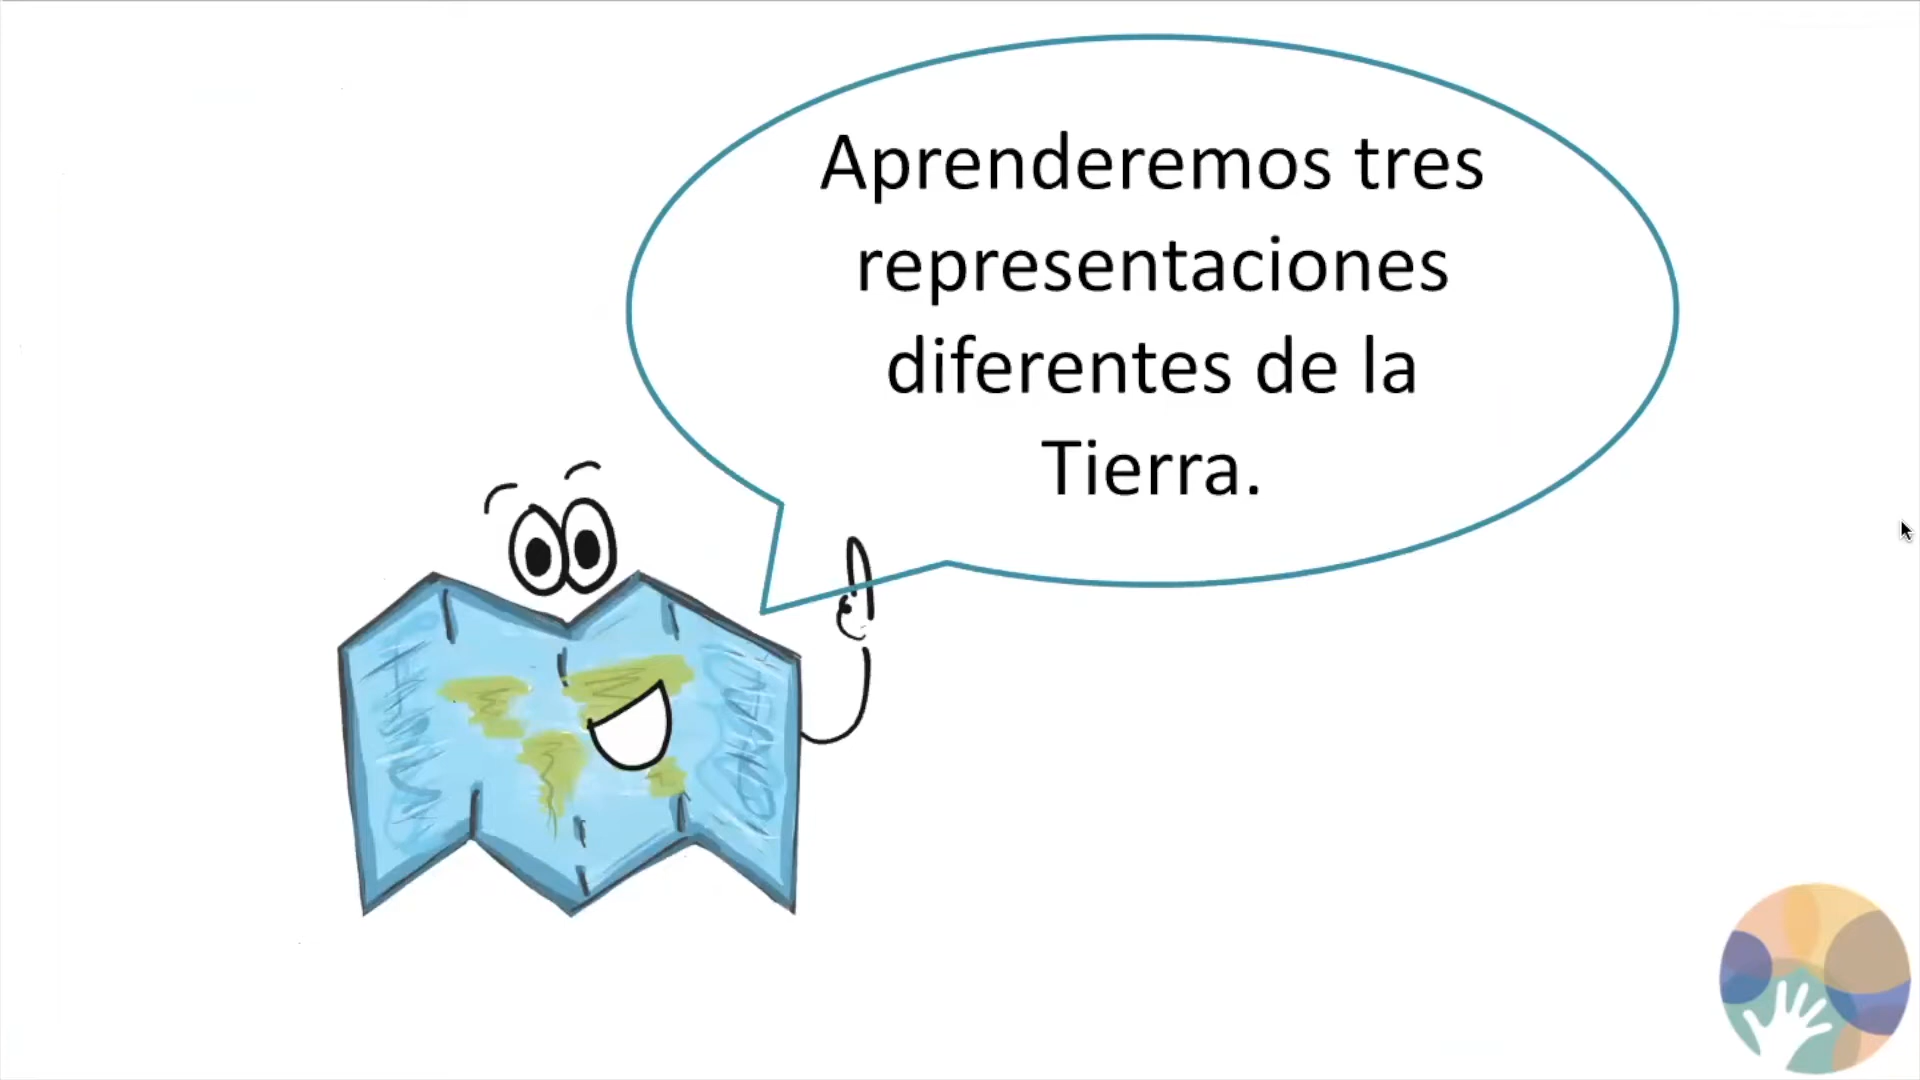 Aprenderemos tres
representaciones
diferentes de la
Tierra.